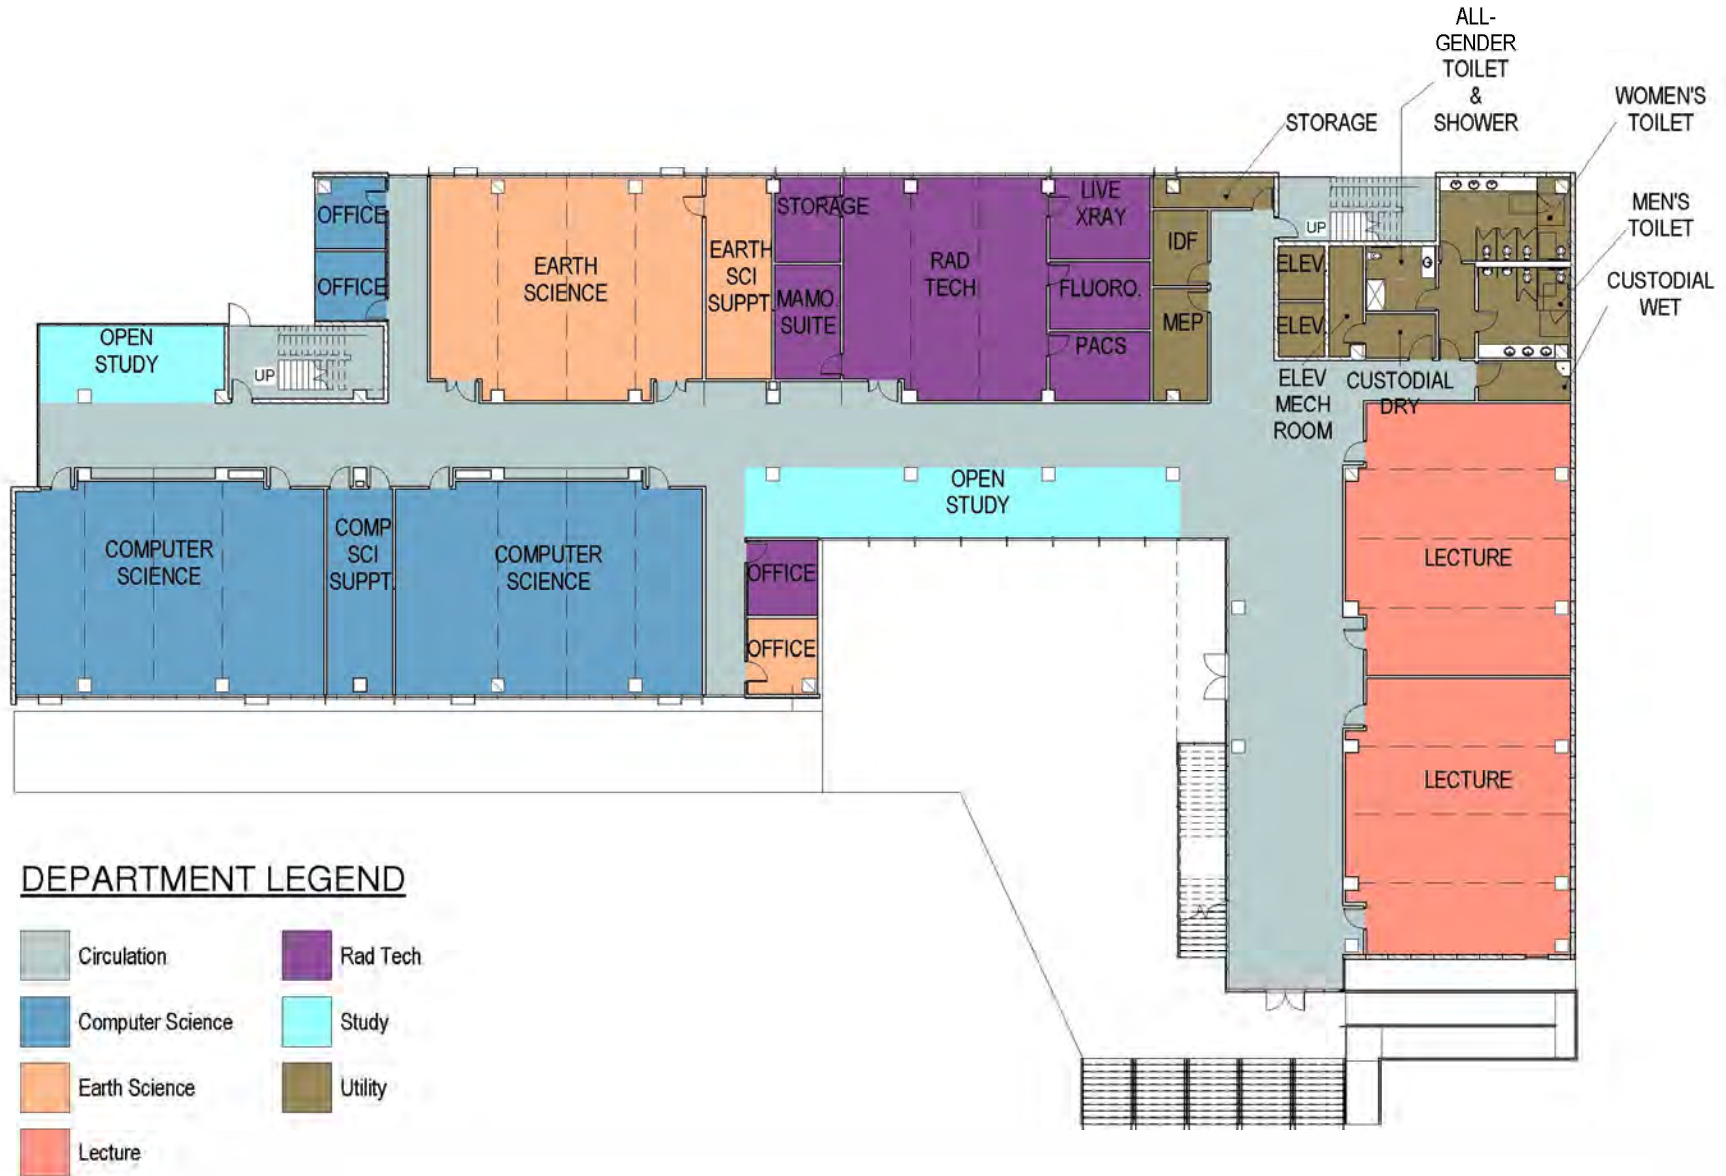 ALL-
GENDER
TOILET
&
SHOWER
WOMEN'S
TOILET
STORAGE
MEN'S
TOILET
CUSTODIAL
WET
OFFICE
OFFICE
EARTH
SCIENCE
EARTH
SCI
SUPPT.
STORAGE
MAMO.
SUITE
RAD
TECH
LIVE
XRAY
FLUORO.
PACS
IDF
MEP
UP
ELEV
ELEV
ELEV
MECH
ROOM
CUSTODIAL
DRY
OPEN
STUDY
UP
COMPUTER
SCIENCE
COMP
SCI
SUPPT.
COMPUTER
SCIENCE
OPEN
STUDY
OFFICE
OFFICE
LECTURE
LECTURE
DEPARTMENT LEGEND
Circulation
Computer Science
Earth Science
Lecture
Rad Tech
Study
Utility